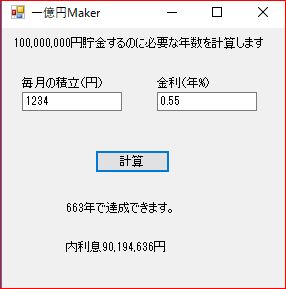 一億円Maker
100,000,000円貯金するのに必要な年数を計算します
毎月の積立(円)
金利(年%)
1234
0.55
計算
663年で達成できます。
内利息90,194,636円